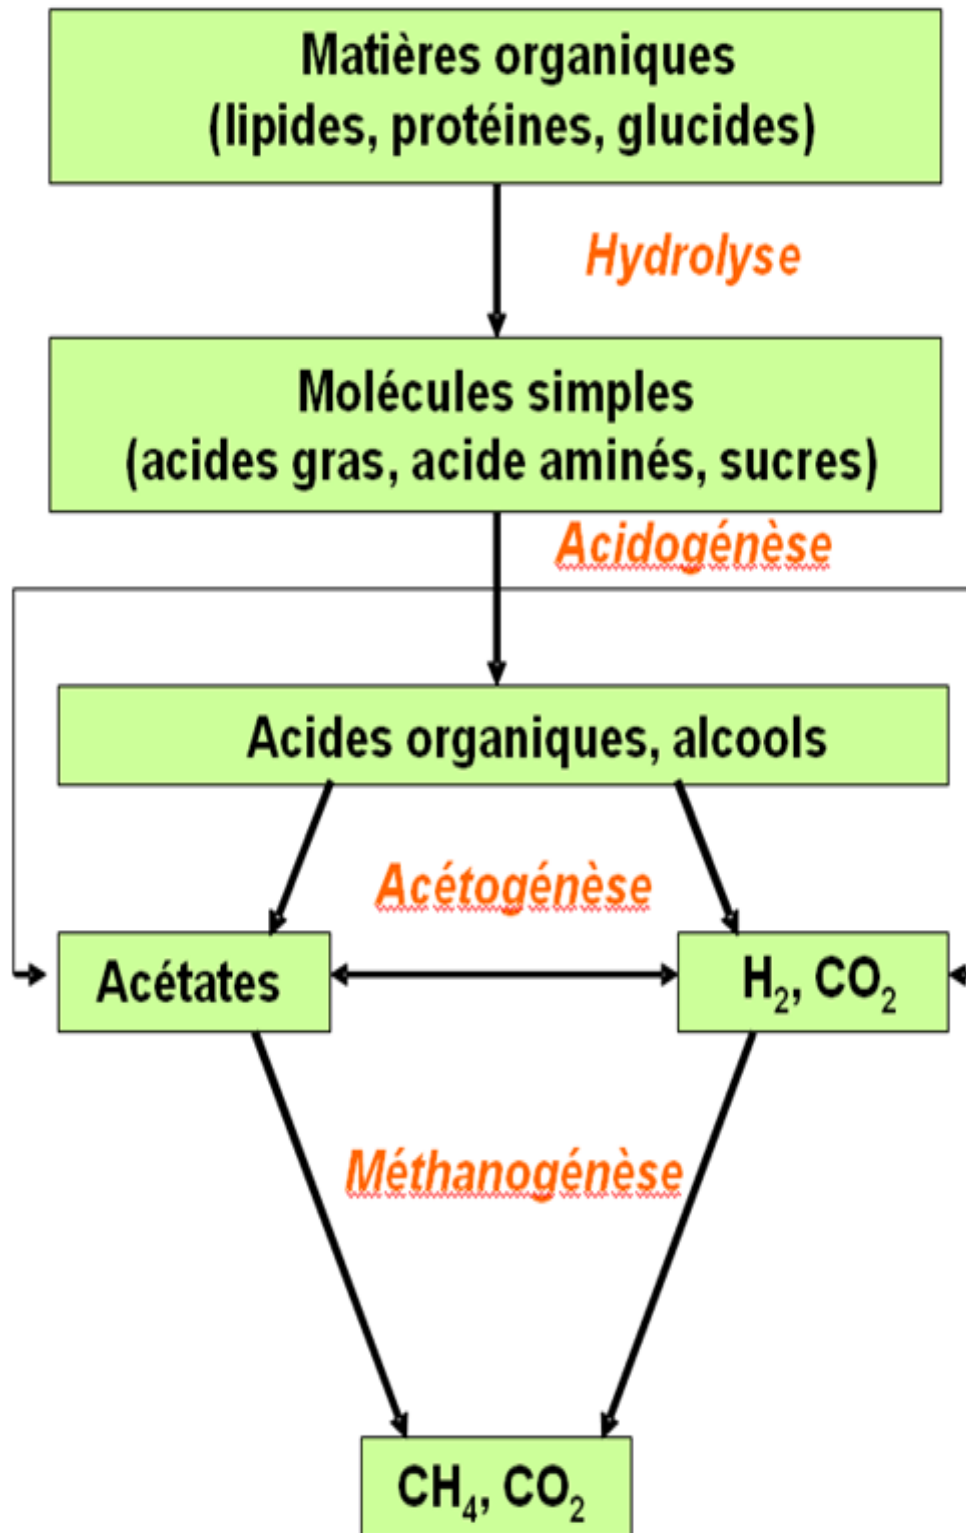 Matières organiques
(lipides, protéines, glucides)
Hydrolyse
Molécules simples
(acides gras, acide aminés, sucres)
Acidogénèse
Acides organiques, alcools
Acétogénèse
Acétates
H₂, CO₂
Méthanogénèse
CH₄, CO₂